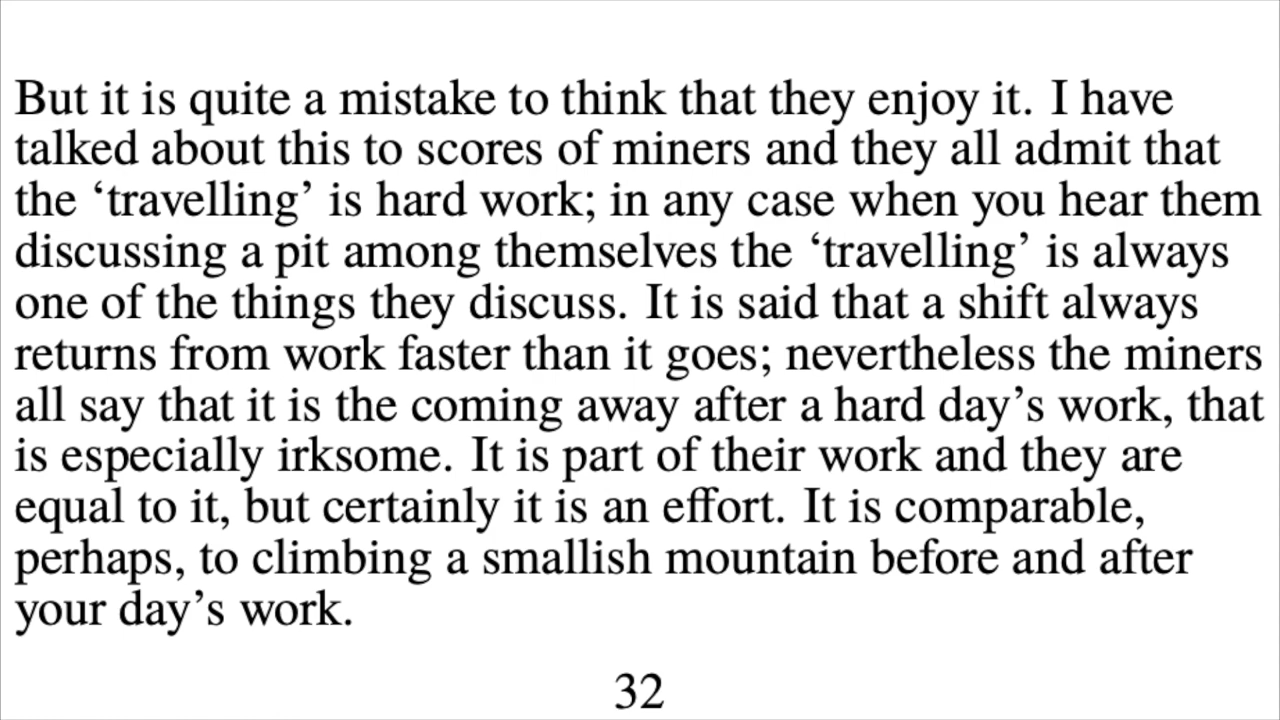 But it is quite a mistake to think that they enjoy it. I have
talked about this to scores of miners and they all admit that
the ‘travelling’ is hard work; in any case when you hear them
discussing a pit among themselves the ‘travelling’ is always
one of the things they discuss. It is said that a shift always
returns from work faster than it goes; nevertheless the miners
all say that it is the coming away after a hard day’s work, that
is especially irksome. It is part of their work and they are
equal to it, but certainly it is an effort. It is comparable,
perhaps, to climbing a smallish mountain before and after
your day’s work.
32